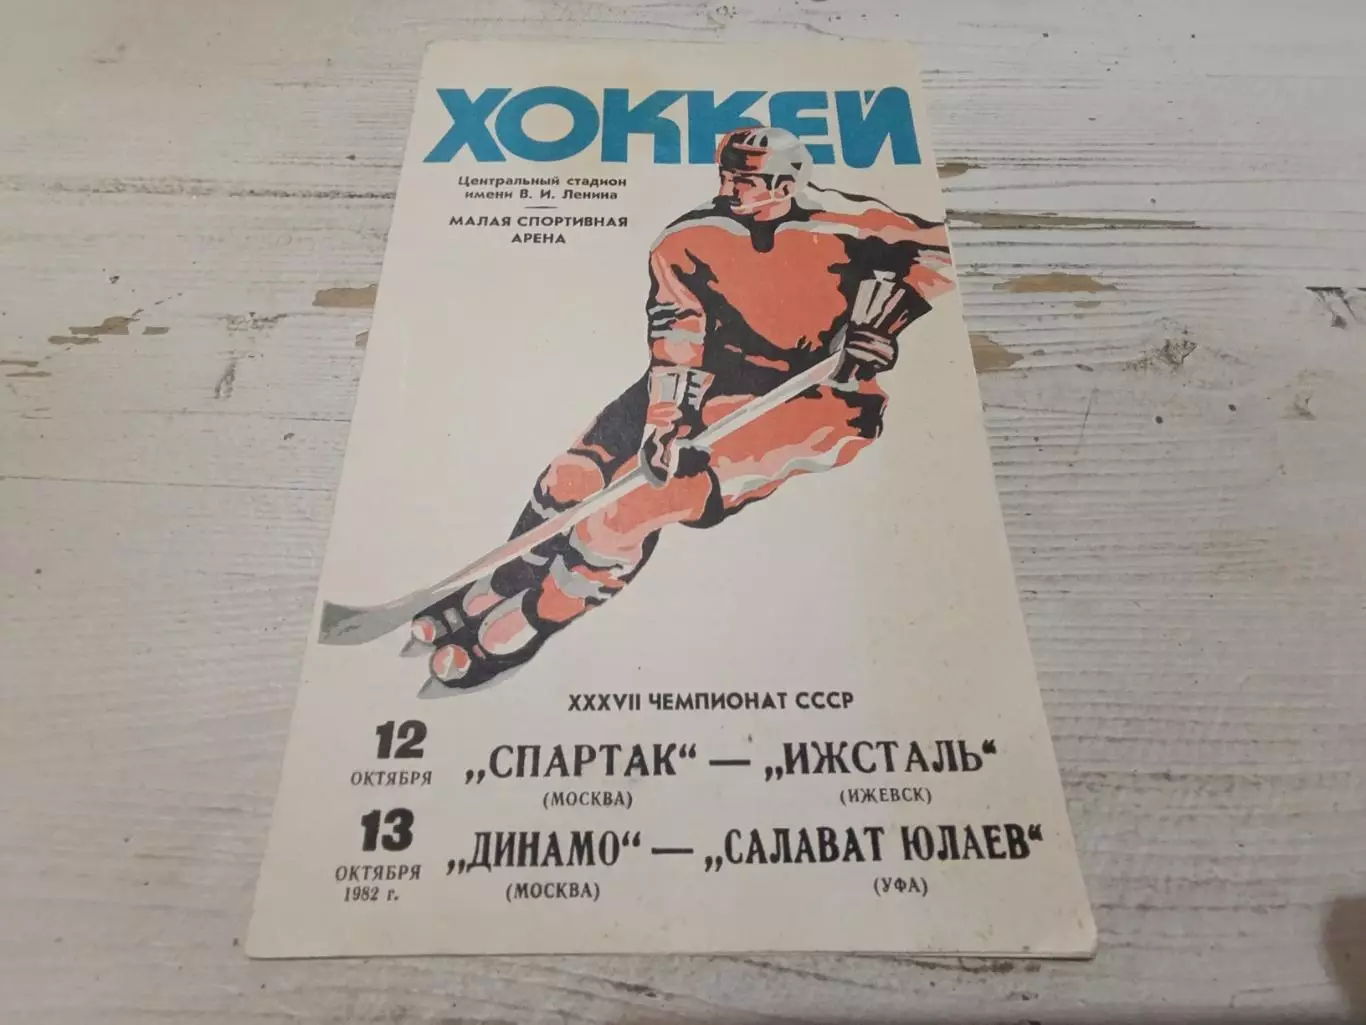 ХОККЕЙ
Центральный стадион
имени В. И. Ленина
МАЛАЯ СПОРТИВНАЯ
АРЕНА
XXXVII ЧЕМПИОНАТ СССР
12
ОКТЯБРЯ
„СПАРТАК“ — „ИЖСТАЛЬ“
(МОСКВА) (ИЖЕВСК)
13
ОКТЯБРЯ
1982 г.
„ДИНАМО“ — „САЛАВАТ ЮЛАЕВ“
(МОСКВА) (УФА)